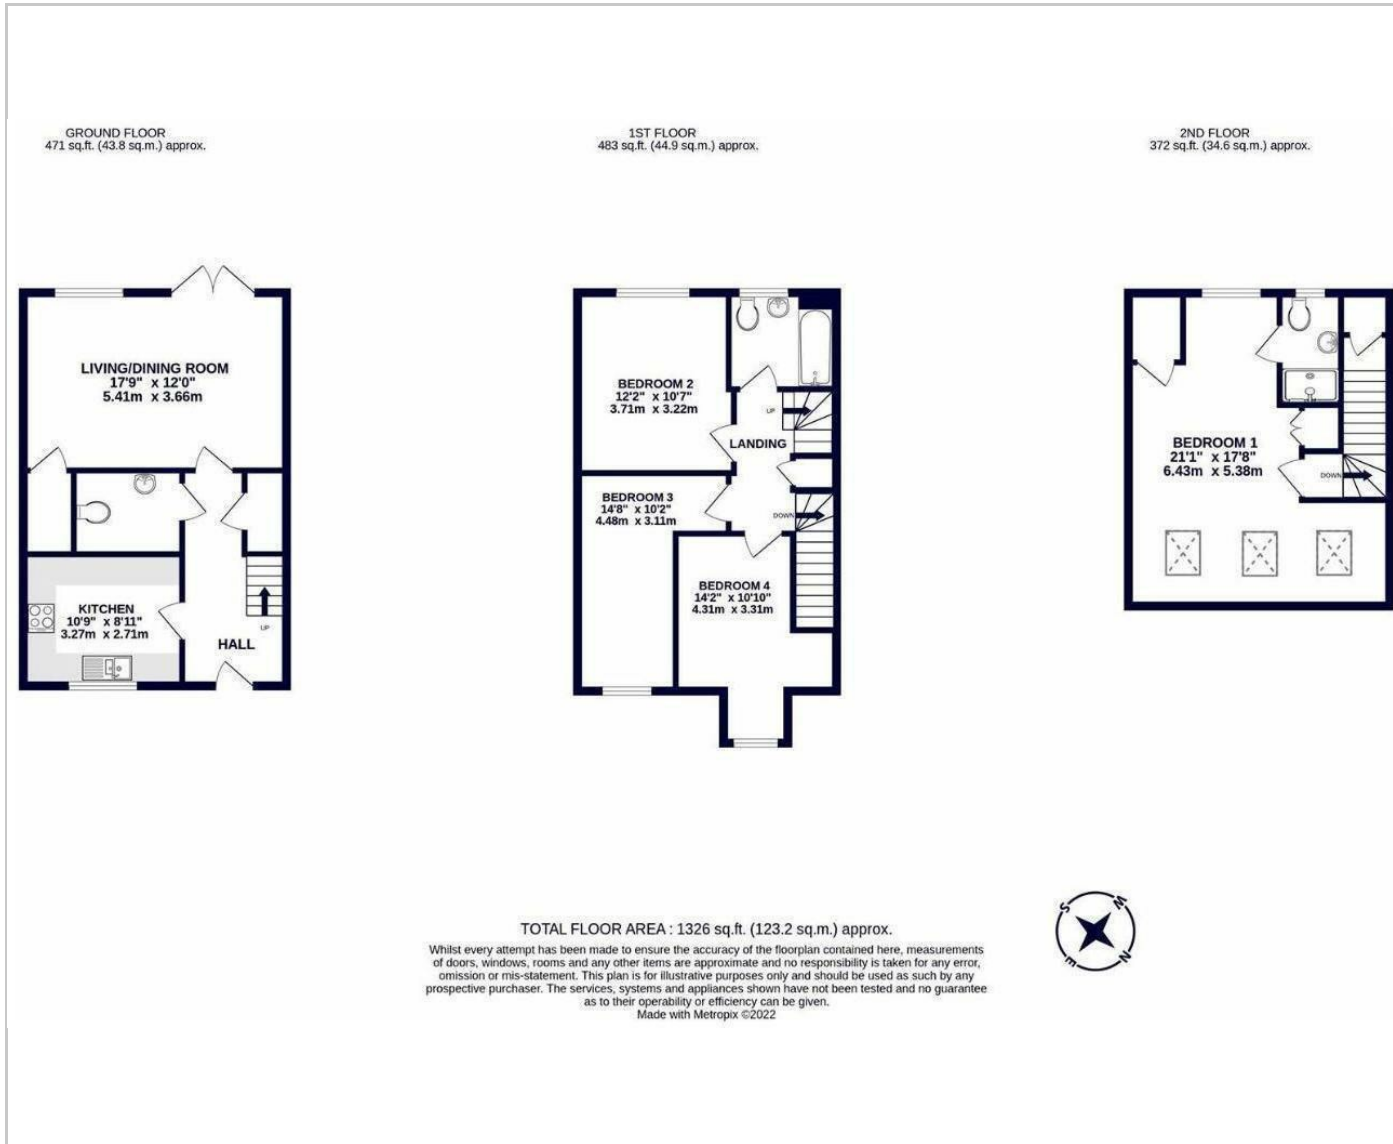 GROUND FLOOR
471 sq.ft. (43.8 sq.m.) approx.
LIVING/DINING ROOM
17'9" x 12'0"
5.41m x 3.66m
KITCHEN
10'9" x 8'11"
3.27m x 2.71m
UP
HALL
1ST FLOOR
483 sq.ft. (44.9 sq.m.) approx.
BEDROOM 2
12'2" x 10'7"
3.71m x 3.22m
UP
LANDING
BEDROOM 3
14'8" x 10'2"
4.48m x 3.11m
DOWN
BEDROOM 4
14'2" x 10'10"
4.31m x 3.31m
2ND FLOOR
372 sq.ft. (34.6 sq.m.) approx.
BEDROOM 1
21'1" x 17'8"
6.43m x 5.38m
DOWN
S
W
E
N
TOTAL FLOOR AREA : 1326 sq.ft. (123.2 sq.m.) approx.
Whilst every attempt has been made to ensure the accuracy of the floorplan contained here, measurements
of doors, windows, rooms and any other items are approximate and no responsibility is taken for any error,
omission or mis-statement. This plan is for illustrative purposes only and should be used as such by any
prospective purchaser. The services, systems and appliances shown have not been tested and no guarantee
as to their operability or efficiency can be given.
Made with Metropix ©2022